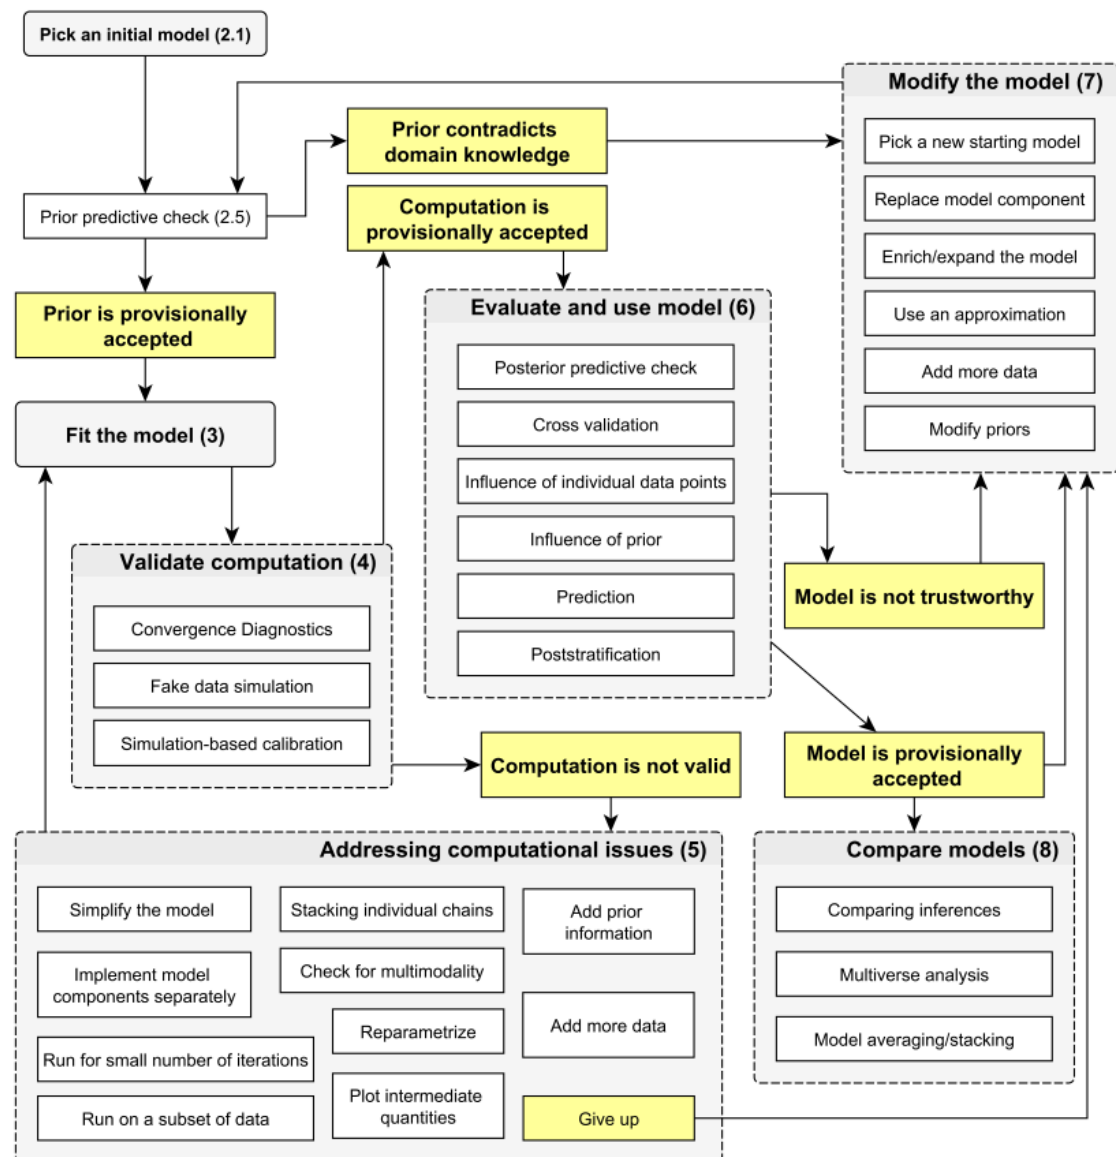 Pick an initial model (2.1)
Prior predictive check (2.5)
Prior contradicts
domain knowledge
Computation is
provisionally accepted
Prior is provisionally
accepted
Fit the model (3)
Validate computation (4)
Convergence Diagnostics
Fake data simulation
Simulation-based calibration
Evaluate and use model (6)
Posterior predictive check
Cross validation
Influence of individual data points
Influence of prior
Prediction
Poststratification
Modify the model (7)
Pick a new starting model
Replace model component
Enrich/expand the model
Use an approximation
Add more data
Modify priors
Model is not trustworthy
Computation is not valid
Model is provisionally
accepted
Addressing computational issues (5)
Simplify the model
Implement model
components separately
Run for small number of iterations
Run on a subset of data
Stacking individual chains
Check for multimodality
Reparametrize
Plot intermediate
quantities
Add prior
information
Add more data
Give up
Compare models (8)
Comparing inferences
Multiverse analysis
Model averaging/stacking